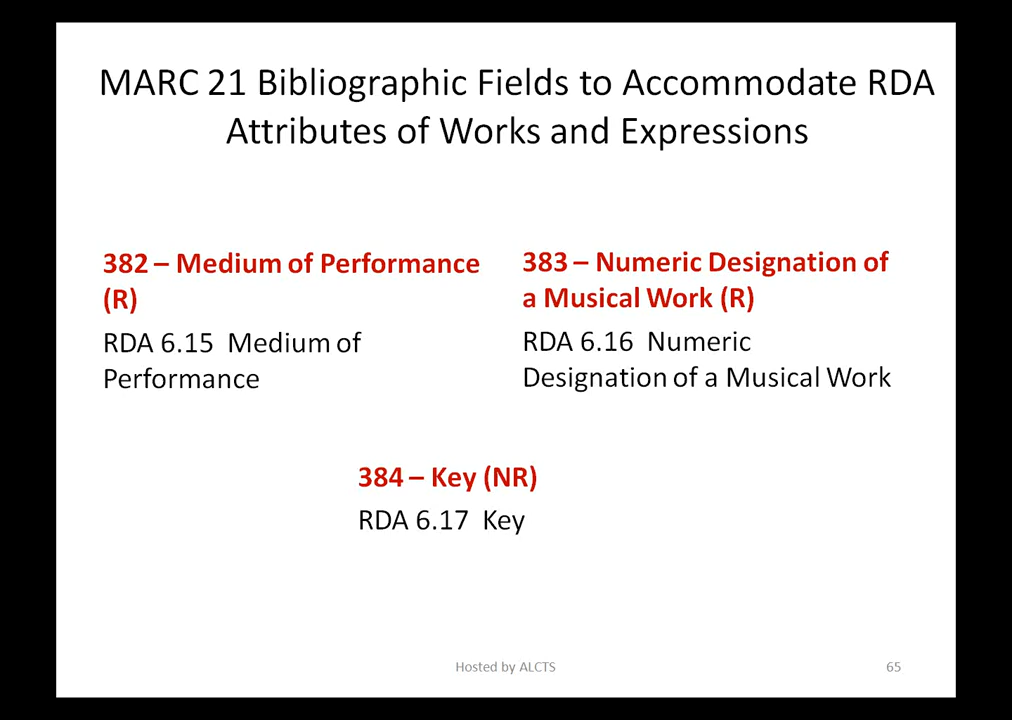 MARC 21 Bibliographic Fields to Accommodate RDA
Attributes of Works and Expressions
382 – Medium of Performance
(R)
RDA 6.15  Medium of
Performance
383 – Numeric Designation of
a Musical Work (R)
RDA 6.16  Numeric
Designation of a Musical Work
384 – Key (NR)
RDA 6.17  Key
Hosted by ALCTS
65